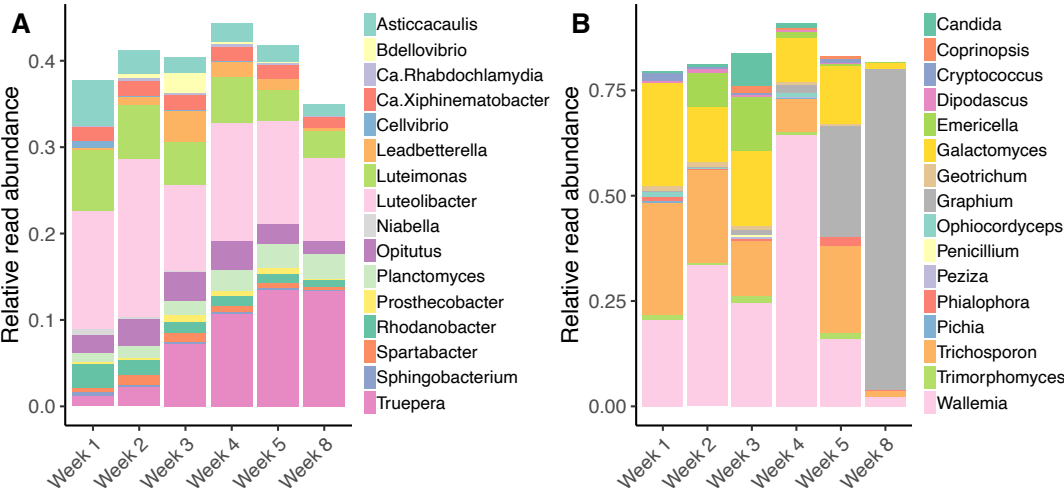 A
Relative read abundance
0.4
0.3
0.2
0.1
0.0
Week 1
Week 2
Week 3
Week 4
Week 5
Week 8
Asticcacaulis
Bdellovibrio
Ca.Rhabdochlamydia
Ca.Xiphinematobacter
Cellvibrio
Leadbetterella
Luteimonas
Luteolibacter
Niabella
Opitutus
Planctomyces
Prosthecobacter
Rhodanobacter
Spartabacter
Sphingobacterium
Truepera
B
Relative read abundance
0.75
0.50
0.25
0.00
Week 1
Week 2
Week 3
Week 4
Week 5
Week 8
Candida
Coprinopsis
Cryptococcus
Dipodascus
Emericella
Galactomyces
Geotrichum
Graphium
Ophiocordyceps
Penicillium
Peziza
Phialophora
Pichia
Trichosporon
Trimorphomyces
Wallemia